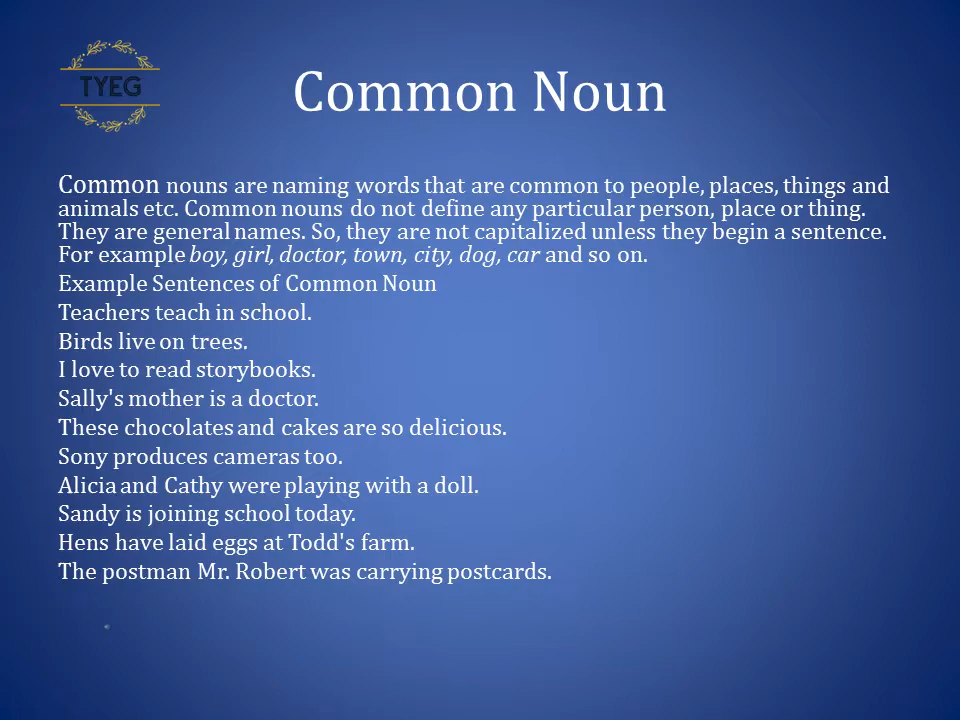 TYEG
Common Noun
Common nouns are naming words that are common to people, places, things and
animals etc. Common nouns do not define any particular person, place or thing.
They are general names. So, they are not capitalized unless they begin a sentence.
For example boy, girl, doctor, town, city, dog, car and so on.
Example Sentences of Common Noun
Teachers teach in school.
Birds live on trees.
I love to read storybooks.
Sally's mother is a doctor.
These chocolates and cakes are so delicious.
Sony produces cameras too.
Alicia and Cathy were playing with a doll.
Sandy is joining school today.
Hens have laid eggs at Todd's farm.
The postman Mr. Robert was carrying postcards.